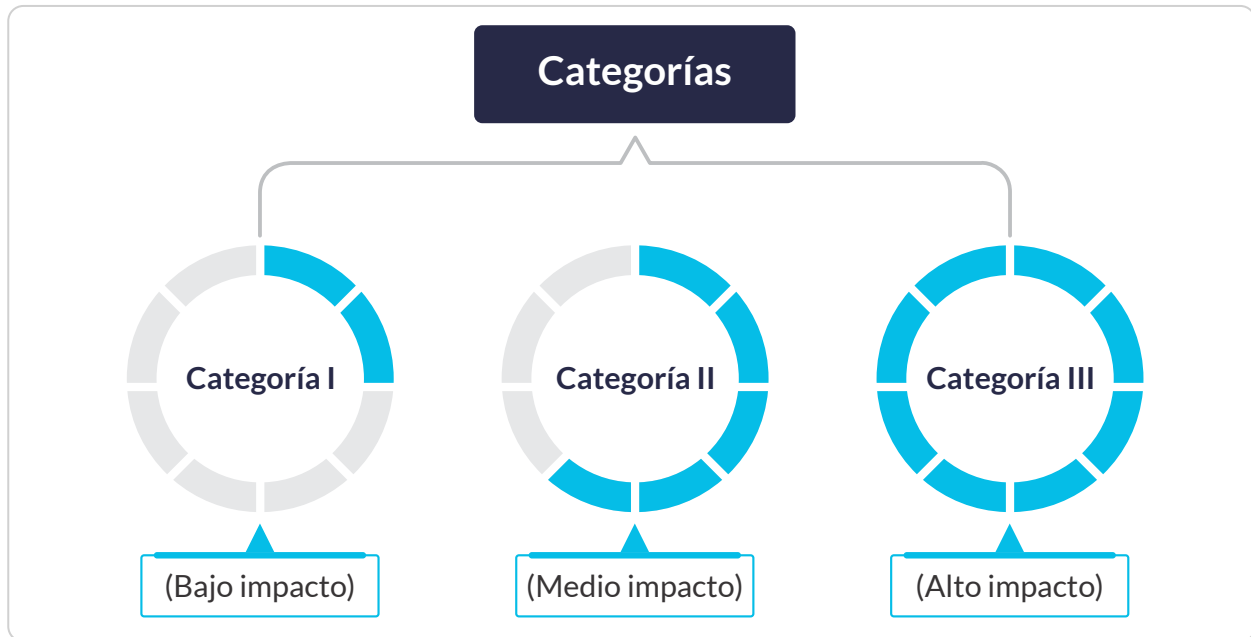 Categorías
Categoría I
Categoría II
Categoría III
(Bajo impacto)
(Medio impacto)
(Alto impacto)